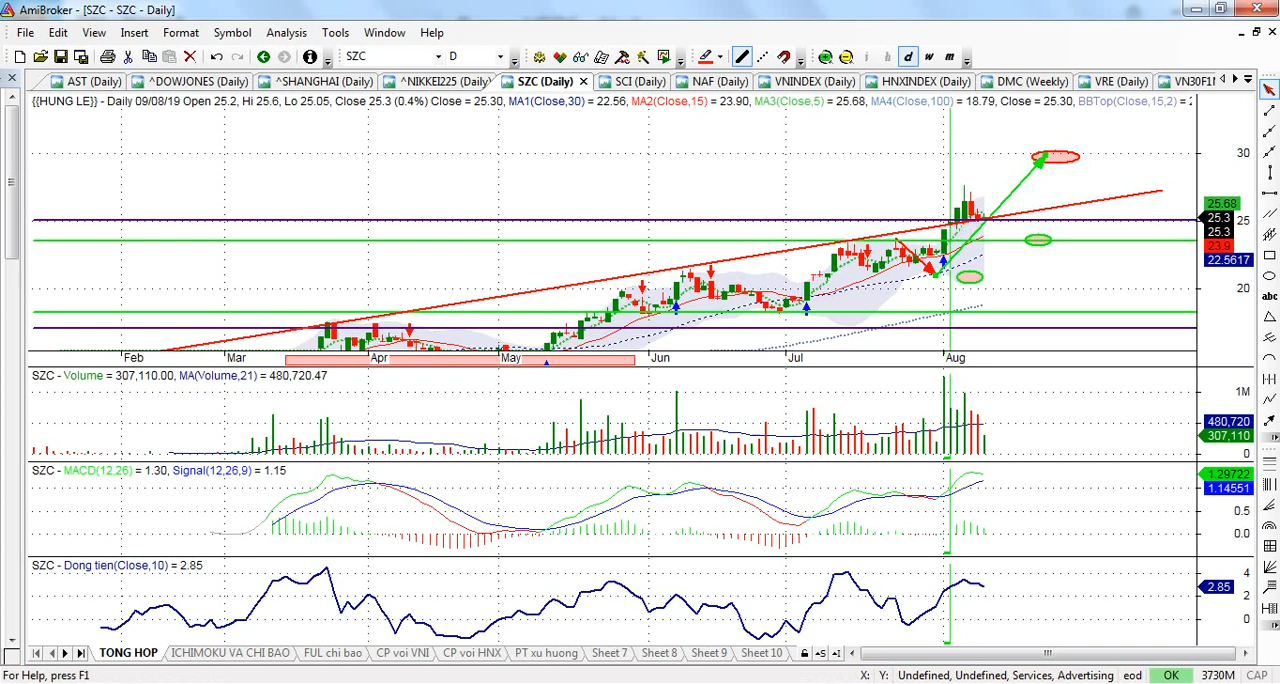 AmiBroker - [SZC - SZC - Daily]
File Edit View Insert Format Symbol Analysis Tools Window Help
SZC D i h d w m
AST (Daily) ^DOWJONES (Daily) ^SHANGHAI (Daily) ^NIKKEI225 (Daily) SZC (Daily) SCI (Daily) NAF (Daily) VNINDEX (Daily) HNXINDEX (Daily) DMC (Weekly) VRE (Daily) VN30F1
{{HUNG LE}} - Daily 09/08/19 Open 25.2, Hi 25.6, Lo 25.05, Close 25.3 (0.4%) Close = 25.30, MA1(Close,30) = 22.56, MA2(Close,15) = 23.90, MA3(Close,5) = 25.68, MA4(Close,100) = 18.79, Close = 25.30, BBTop(Close,15,2) =
30
25.68
25.3
25
25.3
23.9
22.5617
20
abc
Feb Mar Apr May Jun Jul Aug
SZC - Volume = 307,110.00, MA(Volume,21) = 480,720.47
1M
480,720
307,110
0
SZC - MACD(12,26) = 1.30, Signal(12,26,9) = 1.15
1.29722
1.14551
0.5
0.0
SZC - Dong tien(Close,10) = 2.85
4
2.85
2
0
TONG HOP ICHIMOKU VA CHI BAO FUL chi bao CP voi VNI CP voi HNX PT xu huong Sheet 7 Sheet 8 Sheet 9 Sheet 10
For Help, press F1 X: Y: Undefined, Undefined, Services, Advertising eod OK 3730M CAP